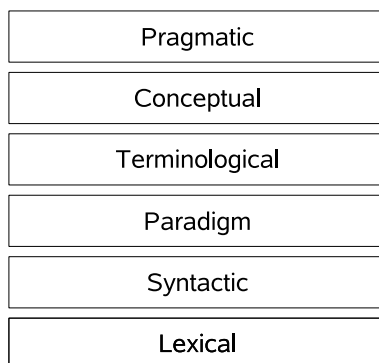 Pragmatic
Conceptual
Terminological
Paradigm
Syntactic
Lexical